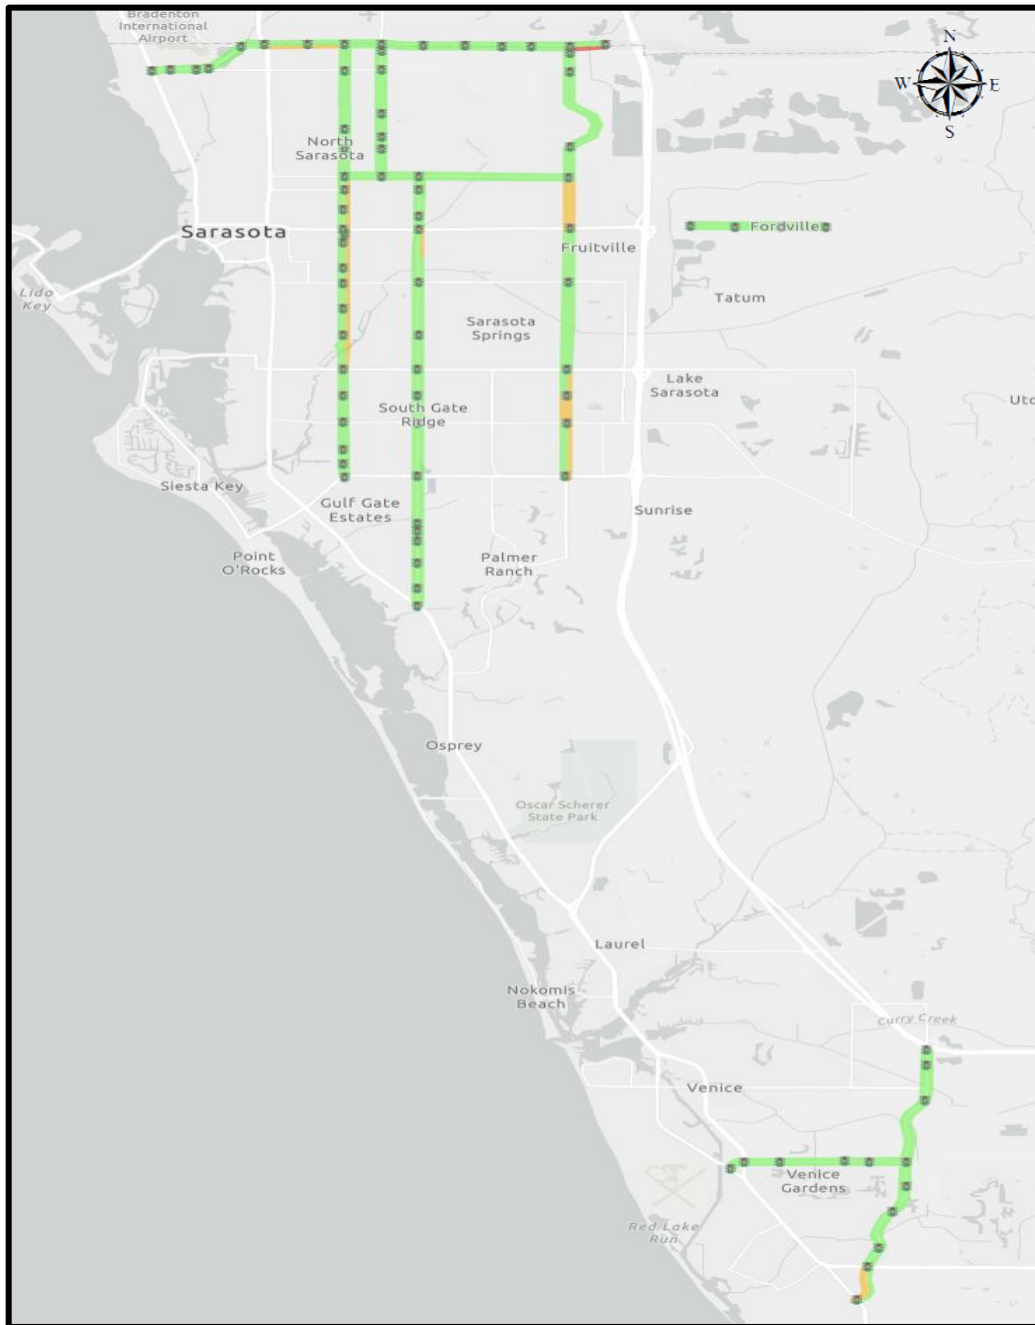 Bradenton
International
Airport
N
W
E
S
North
Sarasota
Sarasota
Fordville
Fruitville
Lido
Key
Tatum
Sarasota
Springs
Lake
Sarasota
South Gate
Ridge
Siesta Key
Gulf Gate
Estates
Sunrise
Point
O'Rocks
Palmer
Ranch
Osprey
Oscar Scherer
State Park
Laurel
Nokomis
Beach
Curry Creek
Venice
Venice
Gardens
Red Lake
Run